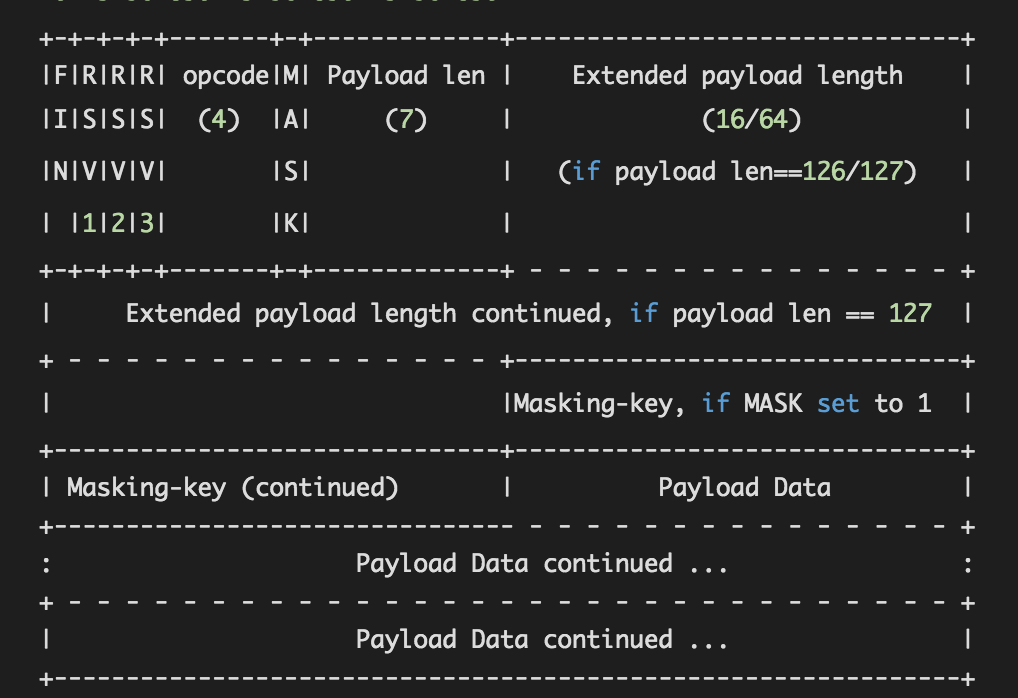 +-+-+-+-+-------+-+-------------+-------------------------------+
|F|R|R|R| opcode|M| Payload len |    Extended payload length    |
|I|S|S|S|  (4)  |A|     (7)     |             (16/64)           |
|N|V|V|V|       |S|             |   (if payload len==126/127)   |
| |1|2|3|       |K|             |                               |
+-+-+-+-+-------+-+-------------+ - - - - - - - - - - - - - - - +
|     Extended payload length continued, if payload len == 127  |
+ - - - - - - - - - - - - - - - +-------------------------------+
|                               |Masking-key, if MASK set to 1  |
+-------------------------------+-------------------------------+
| Masking-key (continued)       |          Payload Data         |
+-------------------------------- - - - - - - - - - - - - - - - +
:                     Payload Data continued ...                :
+ - - - - - - - - - - - - - - - - - - - - - - - - - - - - - - - +
|                     Payload Data continued ...                |
+---------------------------------------------------------------+